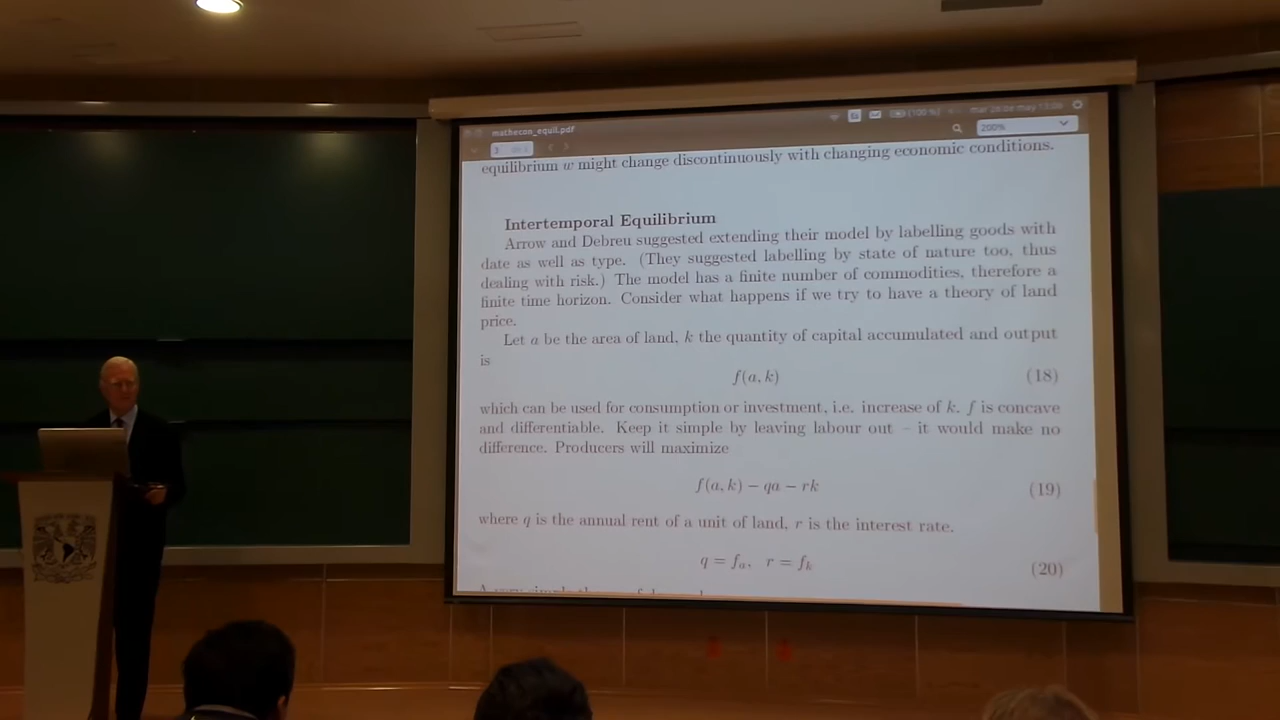 mathecon_equil.pdf
(100 %)
200%
equilibrium w might change discontinuously with changing economic conditions.
Intertemporal Equilibrium
Arrow and Debreu suggested extending their model by labelling goods with
date as well as type. (They suggested labelling by state of nature too, thus
dealing with risk.) The model has a finite number of commodities, therefore a
finite time horizon. Consider what happens if we try to have a theory of land
price.
Let a be the area of land, k the quantity of capital accumulated and output
is
f(a, k) (18)
which can be used for consumption or investment, i.e. increase of k. f is concave
and differentiable. Keep it simple by leaving labour out – it would make no
difference. Producers will maximize
f(a, k) − qa − rk (19)
where q is the annual rent of a unit of land, r is the interest rate.
q = fₐ, r = fₖ (20)